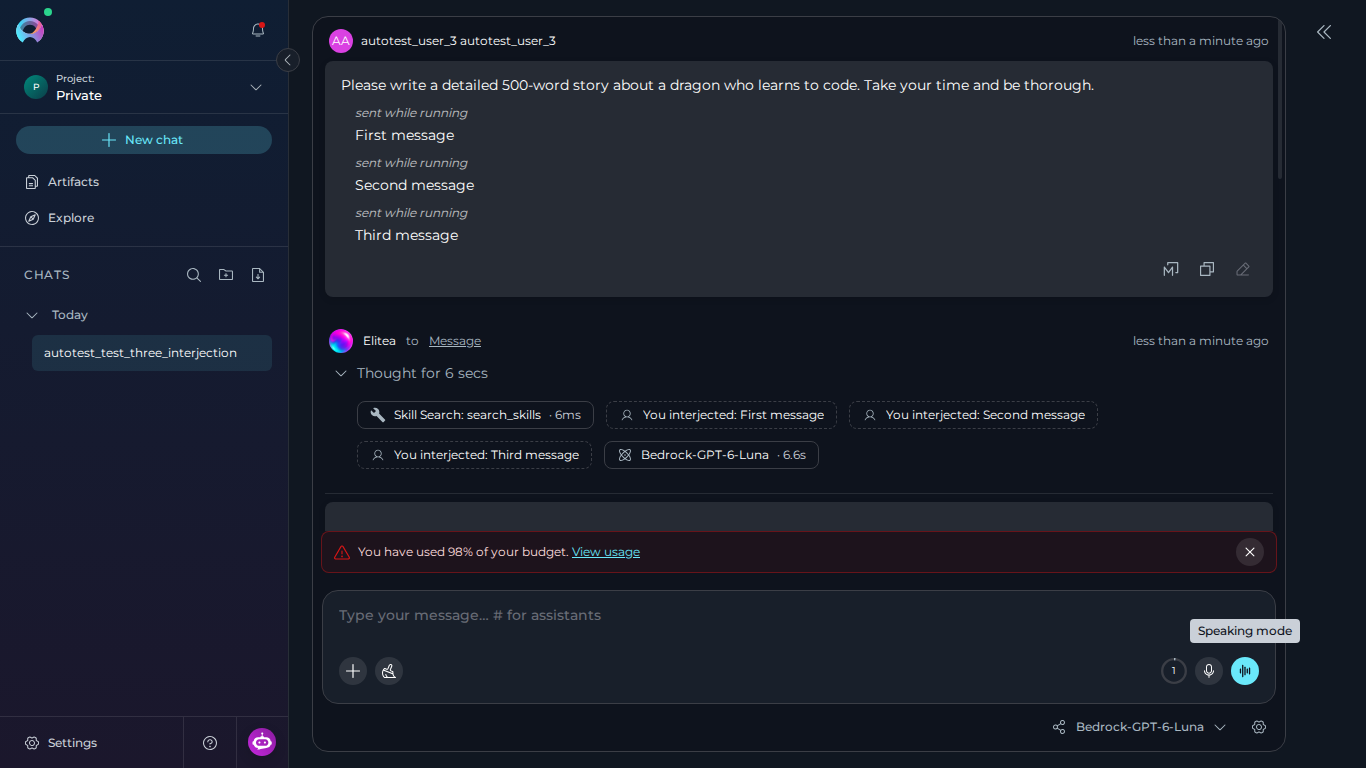 AA autotest_user_3 autotest_user_3 less than a minute ago
Project:
P Private
Please write a detailed 500-word story about a dragon who learns to code. Take your time and be thorough.
sent while running
First message
New chat
sent while running
Second message
Artifacts
sent while running
Explore
Third message
CHATS
Today
Elitea to Message less than a minute ago
autotest_test_three_interjection
Thought for 6 secs
Skill Search: search_skills · 6ms You interjected: First message You interjected: Second message
You interjected: Third message Bedrock-GPT-6-Luna · 6.6s
You have used 98% of your budget. View usage
Type your message... # for assistants
Speaking mode
1
Bedrock-GPT-6-Luna
Settings